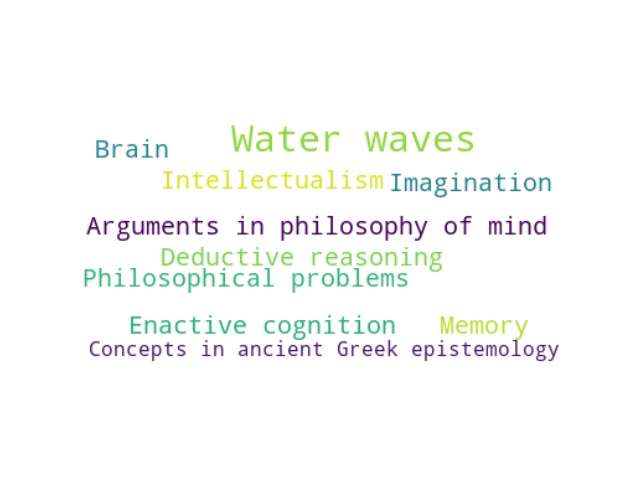 Water waves
Brain
Intellectualism
Imagination
Arguments in philosophy of mind
Deductive reasoning
Philosophical problems
Enactive cognition
Memory
Concepts in ancient Greek epistemology